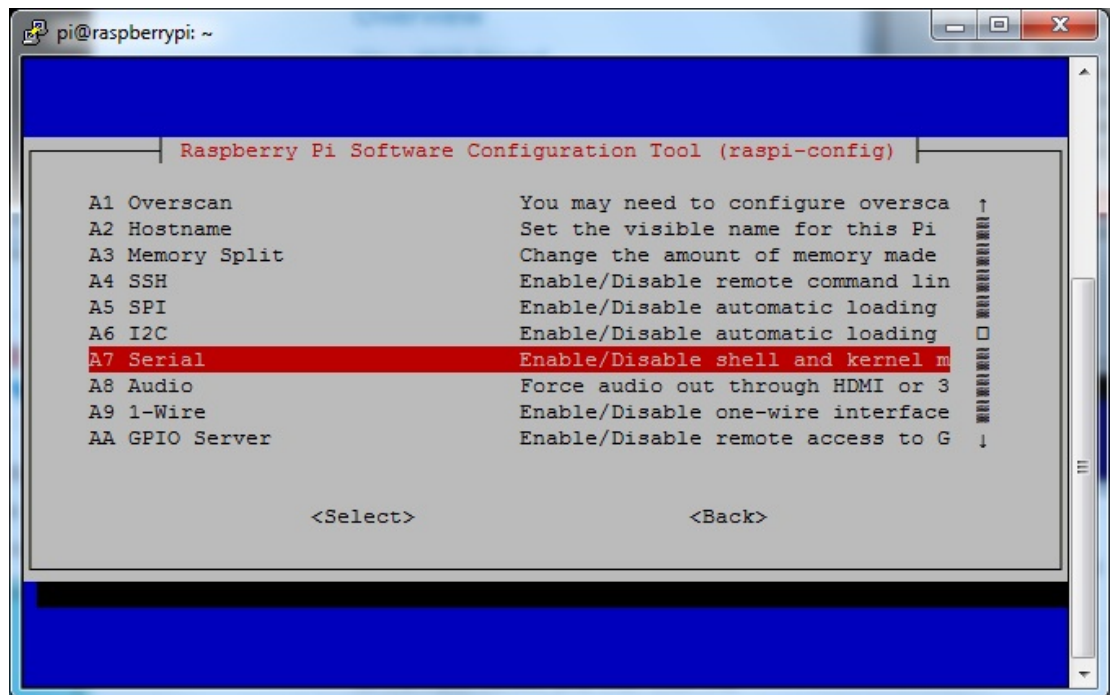 pi@raspberrypi: ~
Raspberry Pi Software Configuration Tool (raspi-config)
A1 Overscan You may need to configure oversca
A2 Hostname Set the visible name for this Pi
A3 Memory Split Change the amount of memory made
A4 SSH Enable/Disable remote command lin
A5 SPI Enable/Disable automatic loading
A6 I2C Enable/Disable automatic loading
A7 Serial Enable/Disable shell and kernel m
A8 Audio Force audio out through HDMI or 3
A9 1-Wire Enable/Disable one-wire interface
AA GPIO Server Enable/Disable remote access to G
<Select> <Back>